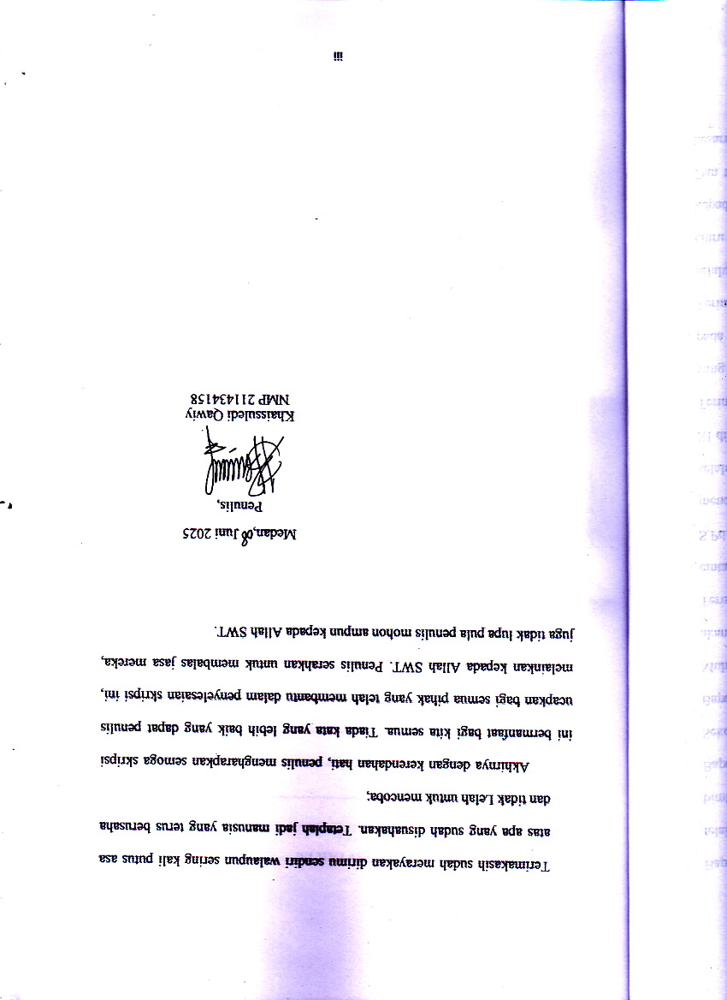 Terimakasih sudah merayakan dirimu sendiri walaupun sering kali putus asa
atas apa yang sudah disusahakan. Tetaplah jadi manusia yang terus berusaha
dan tidak Lelah untuk mencoba;
Akhirnya dengan kerendahan hati, penulis mengharapkan semoga skripsi
ini bermanfaat bagi kita semua. Tiada kata yang lebih baik yang dapat penulis
ucapkan bagi semua pihak yang telah membantu dalam penyelesaian skripsi ini,
melainkan kepada Allah SWT. Penulis serahkan untuk membalas jasa mereka,
juga tidak lupa pula penulis mohon ampun kepada Allah SWT.
Medan, 08 Juni 2025
Penulis,
Khaissuledi Qawiy
NMP 211434158
iii